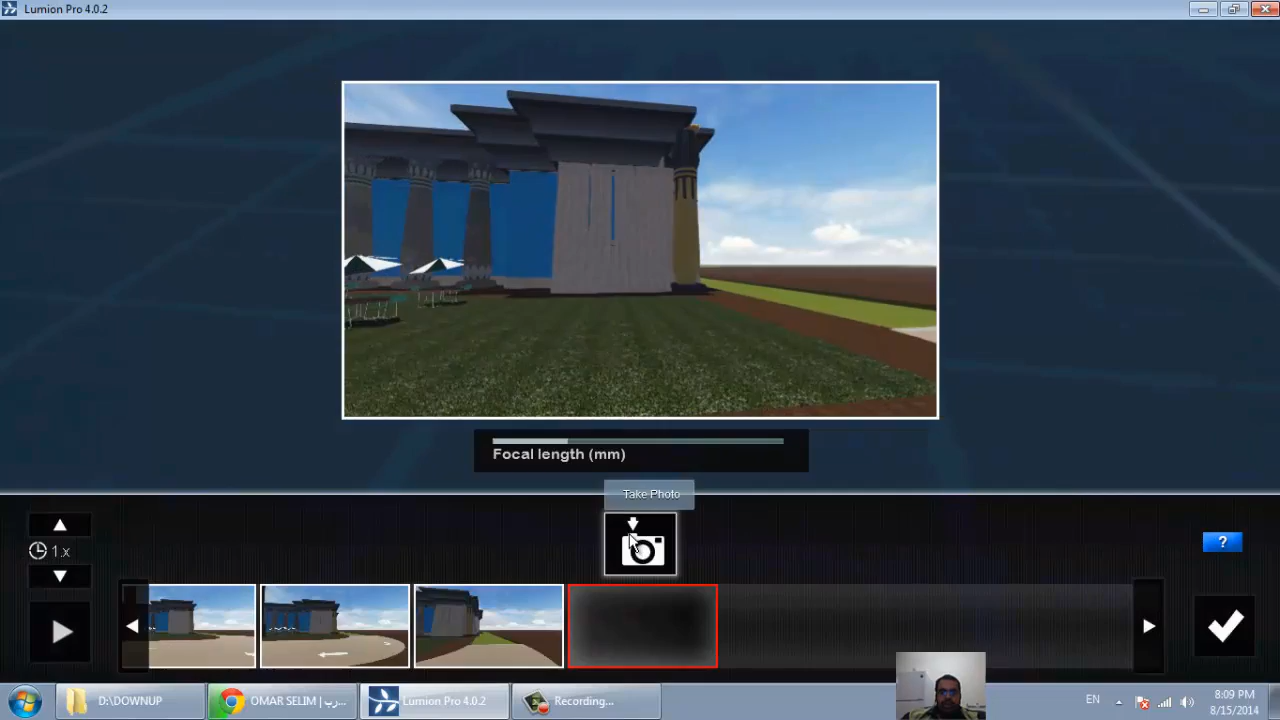 Lumion Pro 4.0.2
Focal length (mm)
Take Photo
1.x
?
D:\DOWNUP
OMAR SELIM | رب...
Lumion Pro 4.0.2
Recording...
EN
8:09 PM
8/15/2014